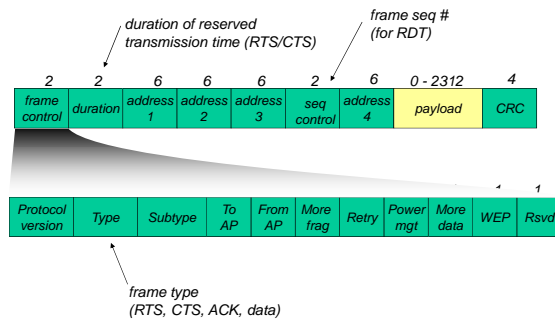 duration of reserved
transmission time (RTS/CTS)
frame seq #
(for RDT)
2 2 6 6 6 2 6 0 - 2312 4
frame control duration address 1 address 2 address 3 seq control address 4 payload CRC
1 1
Protocol version Type Subtype To AP From AP More frag Retry Power mgt More data WEP Rsvd
frame type
(RTS, CTS, ACK, data)